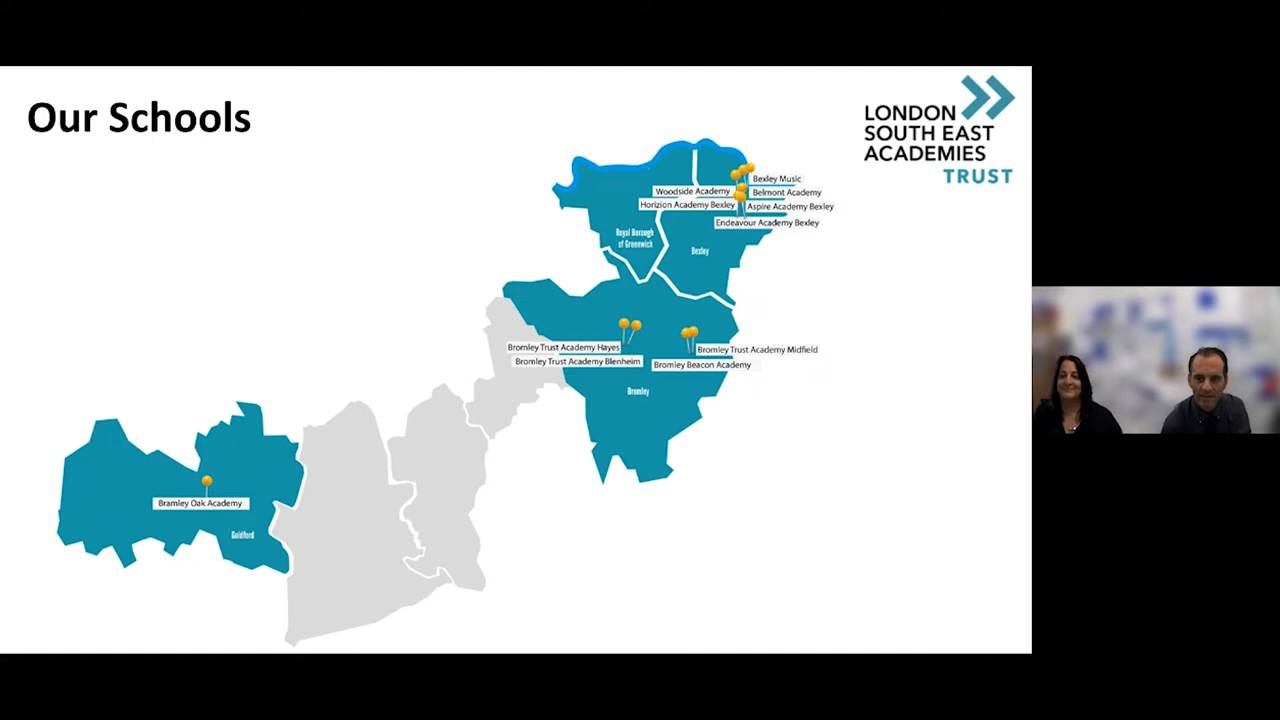 Our Schools
LONDON
SOUTH EAST
ACADEMIES
TRUST
Bexley Music
Woodside Academy
Belmont Academy
Horizion Academy Bexley
Aspire Academy Bexley
Endeavour Academy Bexley
Royal Borough
of Greenwich
Bexley
Bromley Trust Academy Hayes
Bromley Trust Academy Midfield
Bromley Trust Academy Blenheim
Bromley Beacon Academy
Bromley
Bramley Oak Academy
Guidford